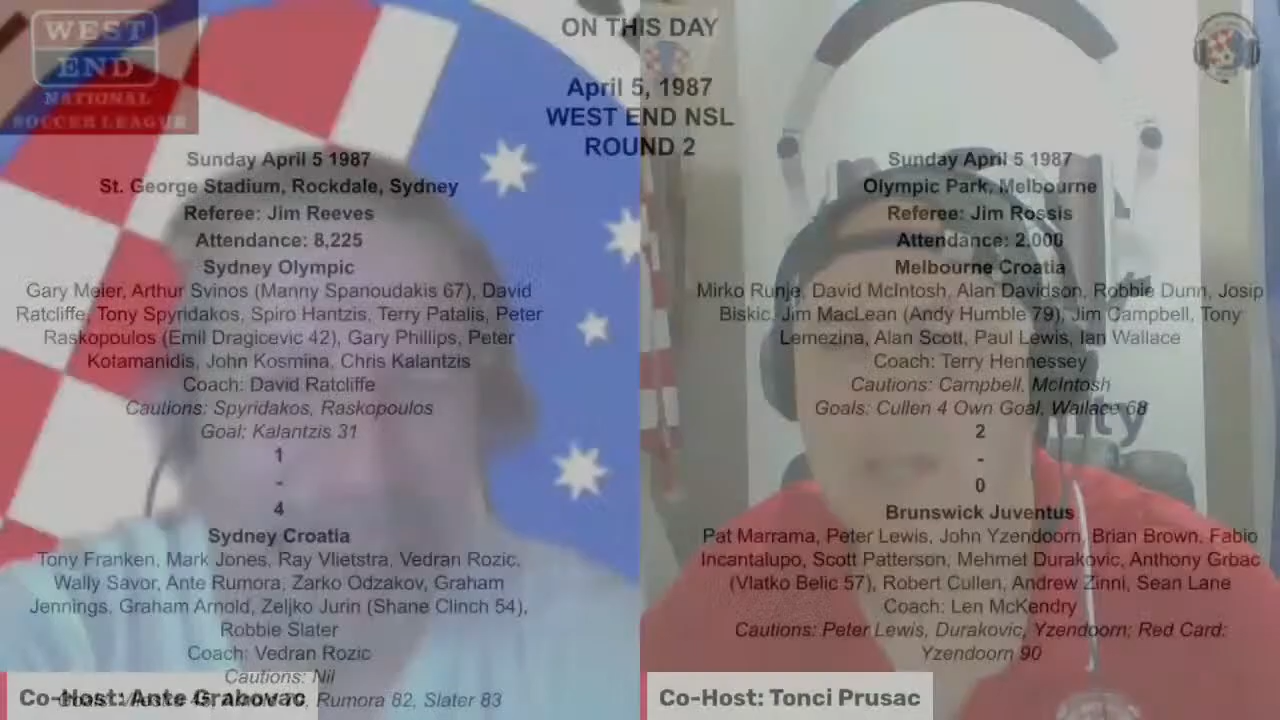 WEST
END
NATIONAL
SOCCER LEAGUE
ON THIS DAY
April 5, 1987
WEST END NSL
ROUND 2
Sunday April 5 1987
St. George Stadium, Rockdale, Sydney
Referee: Jim Reeves
Attendance: 8,225
Sydney Olympic
Gary Meier, Arthur Svinos (Manny Spanoudakis 67), David
Ratcliffe, Tony Spyridakos, Spiro Hantzis, Terry Patalis, Peter
Raskopoulos (Emil Dragicevic 42), Gary Phillips, Peter
Kotamanidis, John Kosmina, Chris Kalantzis
Coach: David Ratcliffe
Cautions: Spyridakos, Raskopoulos
Goal: Kalantzis 31
1
-
4
Sydney Croatia
Tony Franken, Mark Jones, Ray Vlietstra, Vedran Rozic,
Wally Savor, Ante Rumora, Zarko Odzakov, Graham
Jennings, Graham Arnold, Zeljko Jurin (Shane Clinch 54),
Robbie Slater
Coach: Vedran Rozic
Cautions: Nil
Rumora 82, Slater 83
Co-Host: Ante Grabovac
Sunday April 5 1987
Olympic Park, Melbourne
Referee: Jim Rossis
Attendance: 2,000
Melbourne Croatia
Mirko Runje, David McIntosh, Alan Davidson, Robbie Dunn, Josip
Biskic, Jim MacLean (Andy Humble 79), Jim Campbell, Tony
Lemezina, Alan Scott, Paul Lewis, Ian Wallace
Coach: Terry Hennessey
Cautions: Campbell, McIntosh
Goals: Cullen 4 Own Goal, Wallace 68
2
-
0
Brunswick Juventus
Pat Marrama, Peter Lewis, John Yzendoorn, Brian Brown, Fabio
Incantalupo, Scott Patterson, Mehmet Durakovic, Anthony Grbac
(Vlatko Belic 57), Robert Cullen, Andrew Zinni, Sean Lane
Coach: Len McKendry
Cautions: Peter Lewis, Durakovic, Yzendoorn; Red Card:
Yzendoorn 90
Co-Host: Tonci Prusac